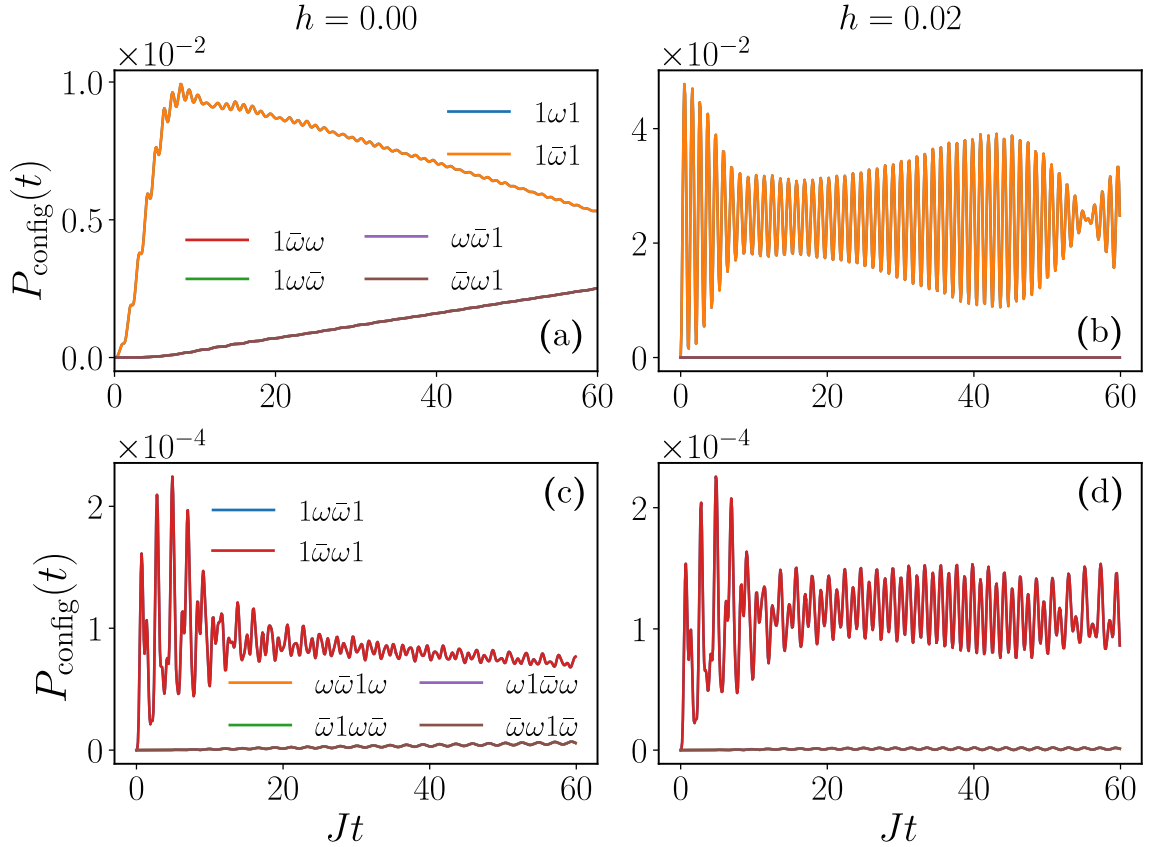 h = 0.00
h = 0.02
×10⁻²
×10⁻²
P_config(t)
1.0
0.5
0.0
1ω1
1ω̄1
1ω̄ω
1ωω̄
ωω̄1
ω̄ω1
(a)
0 20 40 60
4
2
0
(b)
0 20 40 60
×10⁻⁴
×10⁻⁴
P_config(t)
2
1
0
1ωω̄1
1ω̄ω1
ωω̄1ω
ω̄1ωω̄
ω1ω̄ω
ω̄ω1ω̄
(c)
0 20 40 60
Jt
2
1
0
(d)
0 20 40 60
Jt